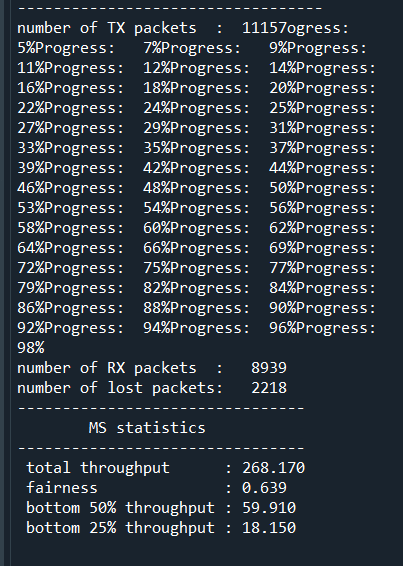 ----------------------------------
number of TX packets  :  11157ogress:
5%Progress:   7%Progress:   9%Progress:
11%Progress:  12%Progress:  14%Progress:
16%Progress:  18%Progress:  20%Progress:
22%Progress:  24%Progress:  25%Progress:
27%Progress:  29%Progress:  31%Progress:
33%Progress:  35%Progress:  37%Progress:
39%Progress:  42%Progress:  44%Progress:
46%Progress:  48%Progress:  50%Progress:
53%Progress:  54%Progress:  56%Progress:
58%Progress:  60%Progress:  62%Progress:
64%Progress:  66%Progress:  69%Progress:
72%Progress:  75%Progress:  77%Progress:
79%Progress:  82%Progress:  84%Progress:
86%Progress:  88%Progress:  90%Progress:
92%Progress:  94%Progress:  96%Progress:
98%
number of RX packets  :   8939
number of lost packets:   2218
--------------------------------
        MS statistics
--------------------------------
 total throughput      : 268.170
 fairness              : 0.639
 bottom 50% throughput : 59.910
 bottom 25% throughput : 18.150